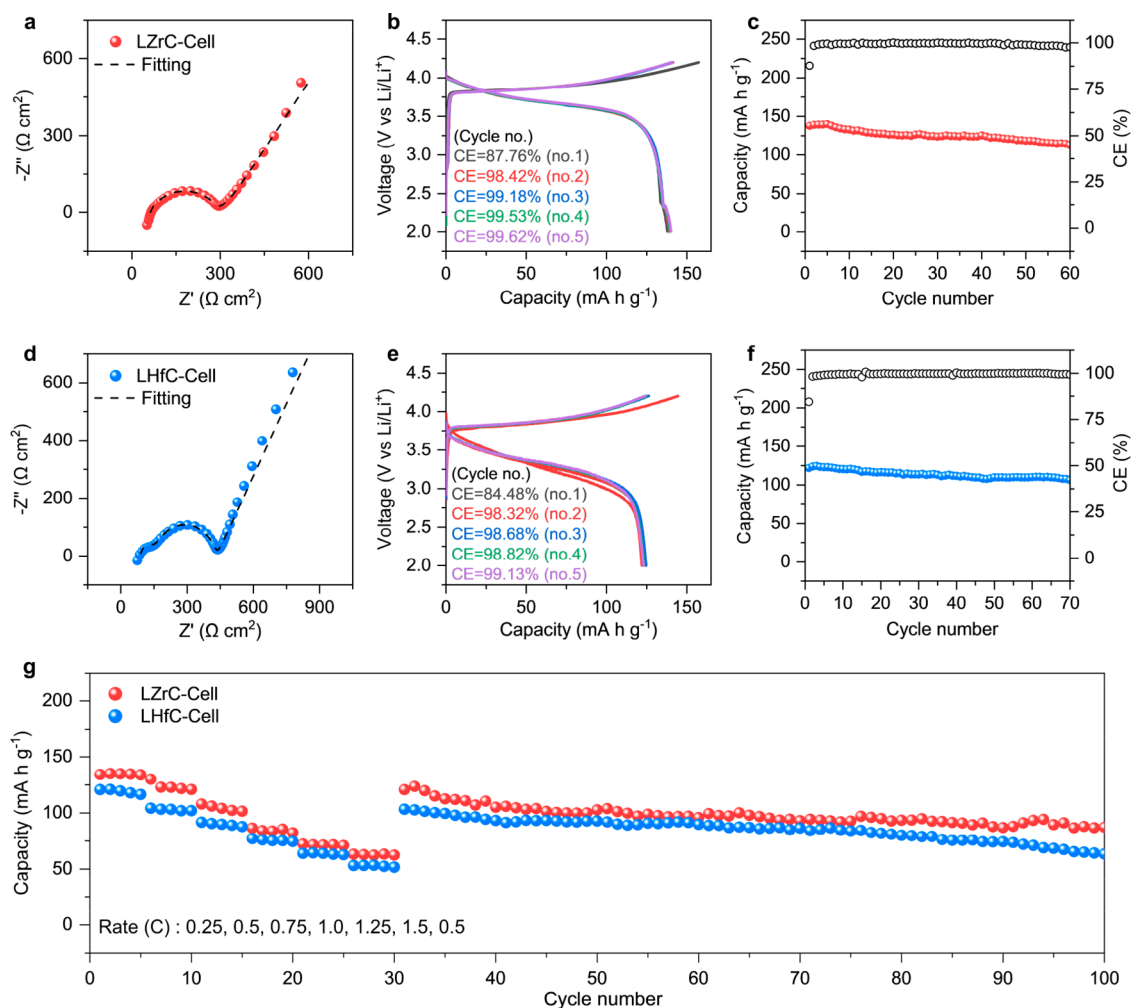 a
LZrC-Cell
Fitting
-Z'' (Ω cm²)
600
300
0
0 300 600
Z' (Ω cm²)
b
Voltage (V vs Li/Li⁺)
4.0
3.5
3.0
2.5
2.0
(Cycle no.)
CE=87.76% (no.1)
CE=98.42% (no.2)
CE=99.18% (no.3)
CE=99.53% (no.4)
CE=99.62% (no.5)
0 50 100 150
Capacity (mA h g⁻¹)
c
Capacity (mA h g⁻¹)
250
200
150
100
50
0
100
75
50
25
0
CE (%)
0 10 20 30 40 50 60
Cycle number
d
LHfC-Cell
Fitting
-Z'' (Ω cm²)
600
400
200
0
0 300 600 900
Z' (Ω cm²)
e
Voltage (V vs Li/Li⁺)
4.0
3.5
3.0
2.5
2.0
(Cycle no.)
CE=84.48% (no.1)
CE=98.32% (no.2)
CE=98.68% (no.3)
CE=98.82% (no.4)
CE=99.13% (no.5)
0 50 100 150
Capacity (mA h g⁻¹)
f
Capacity (mA h g⁻¹)
250
200
150
100
50
0
100
75
50
25
0
CE (%)
0 10 20 30 40 50 60 70
Cycle number
g
LZrC-Cell
LHfC-Cell
Capacity (mA h g⁻¹)
200
150
100
50
0
Rate (C) : 0.25, 0.5, 0.75, 1.0, 1.25, 1.5, 0.5
0 10 20 30 40 50 60 70 80 90 100
Cycle number